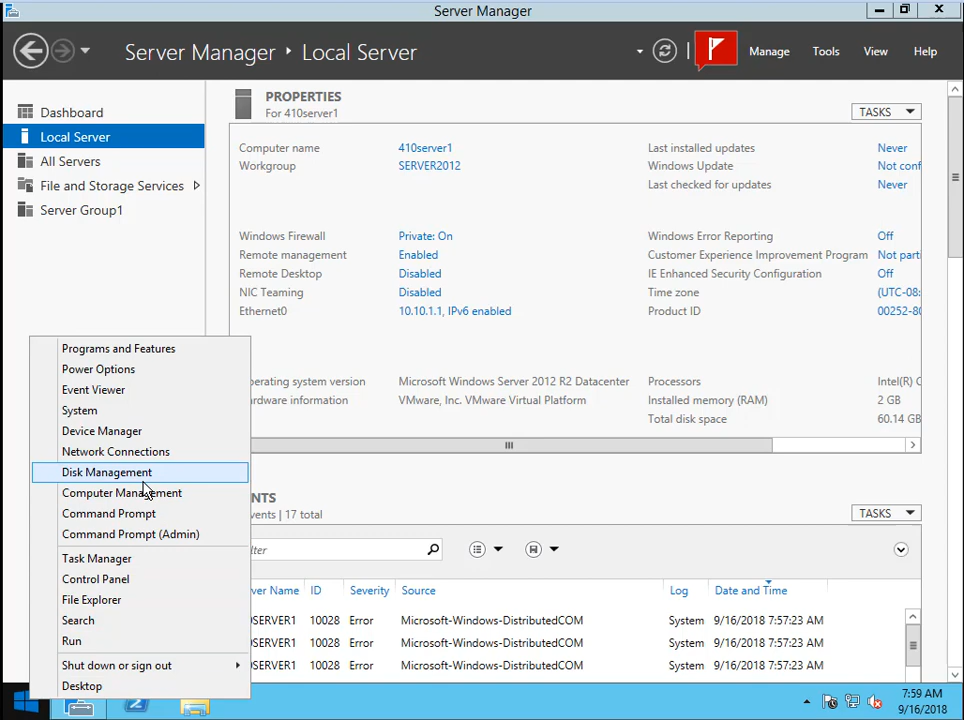 Server Manager
Server Manager ‣ Local Server
Manage
Tools
View
Help
Dashboard
Local Server
All Servers
File and Storage Services
Server Group1
PROPERTIES
For 410server1
TASKS
Computer name 410server1
Workgroup SERVER2012
Last installed updates Never
Windows Update Not conf
Last checked for updates Never
Windows Firewall Private: On
Remote management Enabled
Remote Desktop Disabled
NIC Teaming Disabled
Ethernet0 10.10.1.1, IPv6 enabled
Windows Error Reporting Off
Customer Experience Improvement Program Not parti
IE Enhanced Security Configuration Off
Time zone (UTC-08:
Product ID 00252-80
perating system version Microsoft Windows Server 2012 R2 Datacenter
ardware information VMware, Inc. VMware Virtual Platform
Processors Intel(R) C
Installed memory (RAM) 2 GB
Total disk space 60.14 GB
Programs and Features
Power Options
Event Viewer
System
Device Manager
Network Connections
Disk Management
Computer Management
Command Prompt
Command Prompt (Admin)
Task Manager
Control Panel
File Explorer
Search
Run
Shut down or sign out
Desktop
NTS
vents | 17 total
TASKS
lter
ver Name ID Severity Source Log Date and Time
SERVER1 10028 Error Microsoft-Windows-DistributedCOM System 9/16/2018 7:57:23 AM
SERVER1 10028 Error Microsoft-Windows-DistributedCOM System 9/16/2018 7:57:23 AM
SERVER1 10028 Error Microsoft-Windows-DistributedCOM System 9/16/2018 7:57:23 AM
7:59 AM
9/16/2018